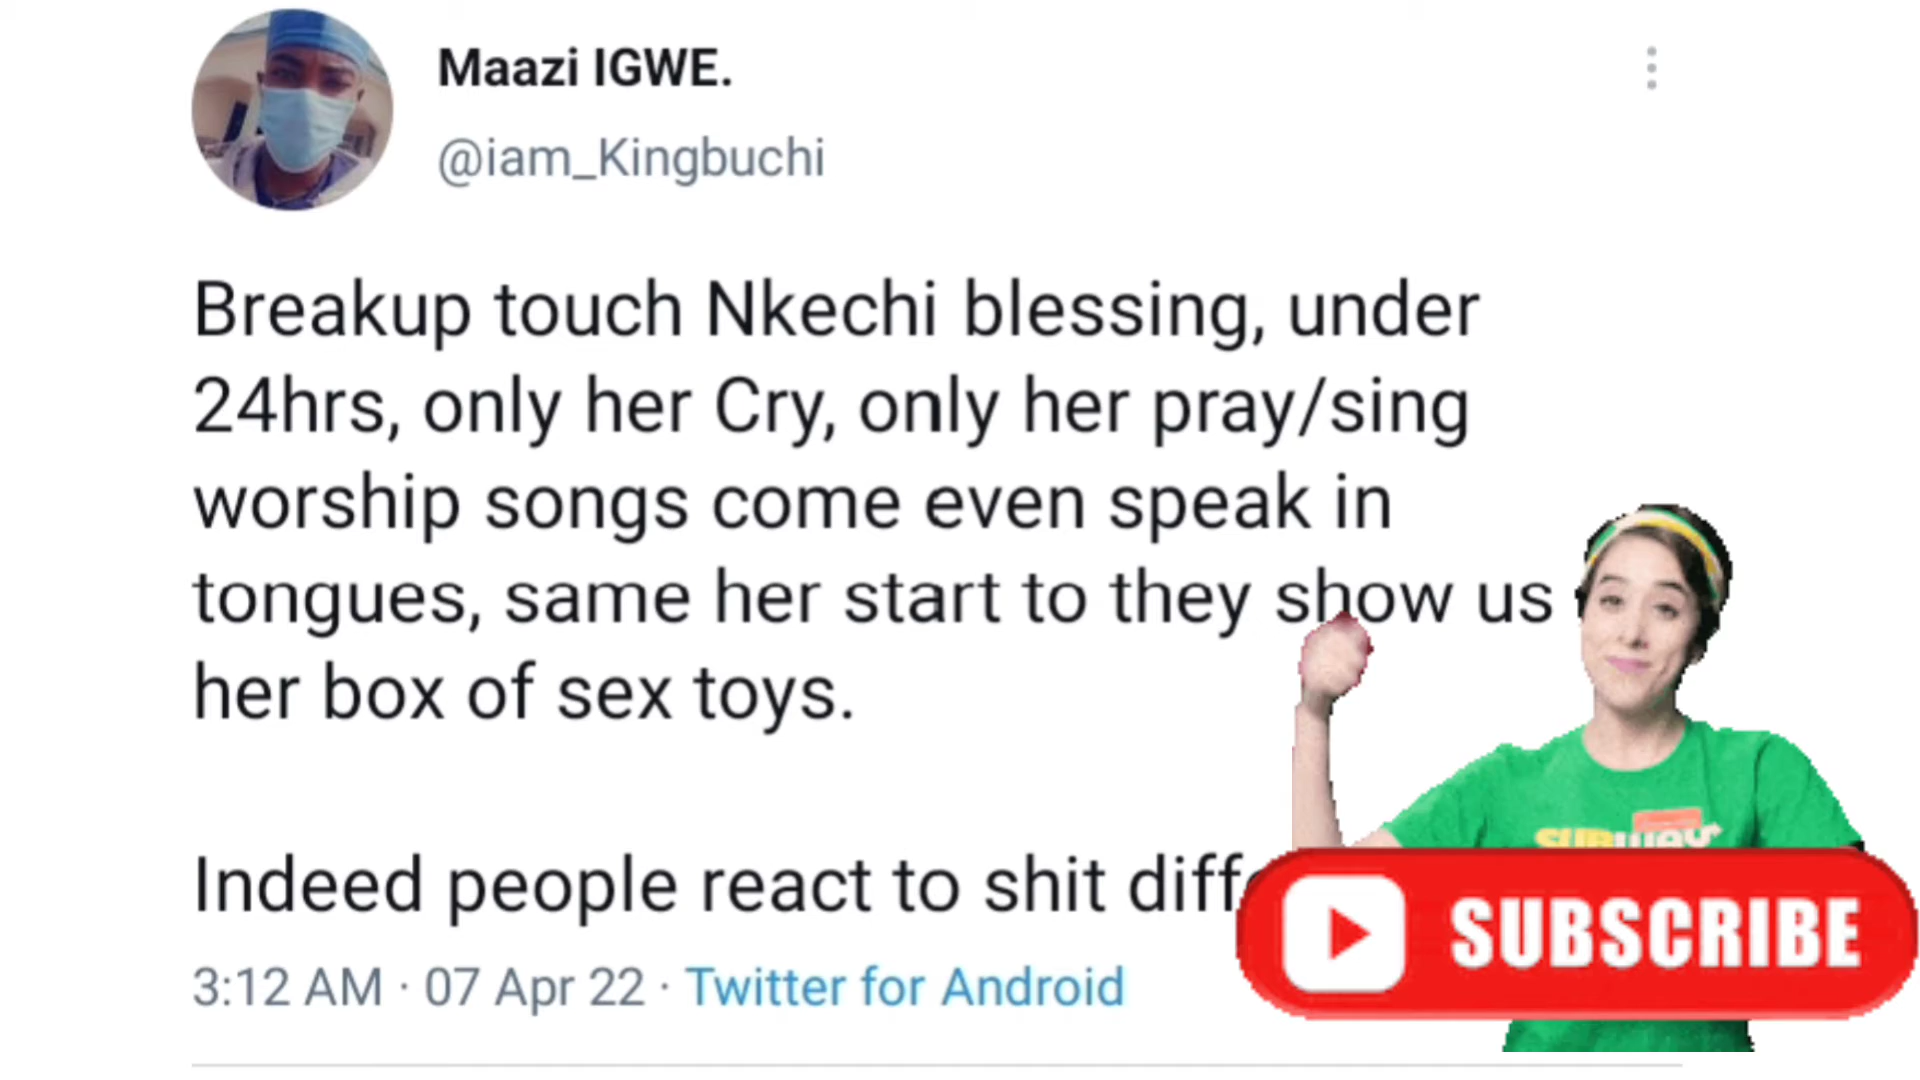 Maazi IGWE.
@iam_Kingbuchi
Breakup touch Nkechi blessing, under
24hrs, only her Cry, only her pray/sing
worship songs come even speak in
tongues, same her start to they show us
her box of sex toys.
Indeed people react to shit
3:12 AM · 07 Apr 22 · Twitter for Android
SUBWAY
SUBSCRIBE